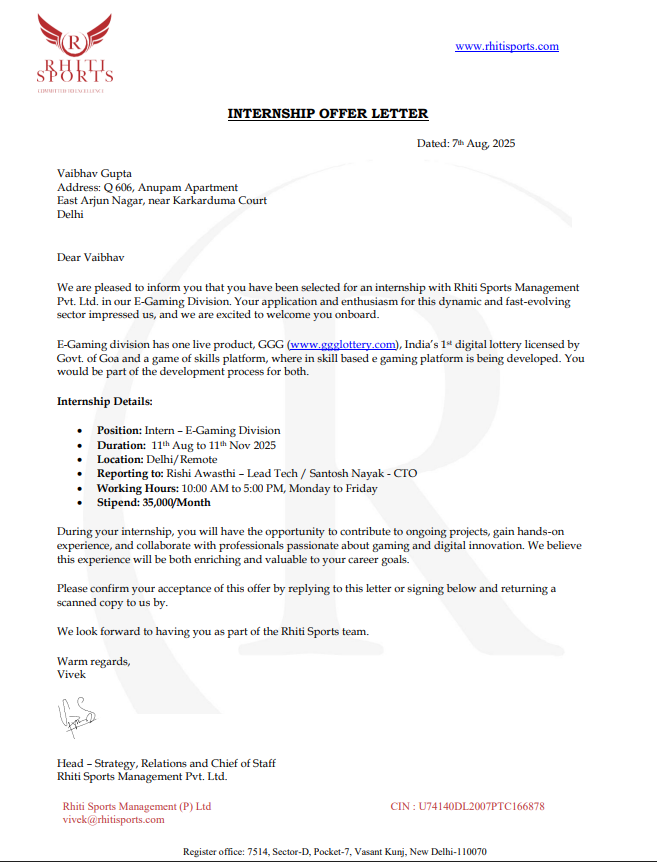 www.rhitisports.com
R
RHITI
SPORTS
INTERNSHIP OFFER LETTER
Dated: 7th Aug, 2025
Vaibhav Gupta
Address: Q 606, Anupam Apartment
East Arjun Nagar, near Karkarduma Court
Delhi
Dear Vaibhav
We are pleased to inform you that you have been selected for an internship with Rhiti Sports Management
Pvt. Ltd. in our E-Gaming Division. Your application and enthusiasm for this dynamic and fast-evolving
sector impressed us, and we are excited to welcome you onboard.
E-Gaming division has one live product, GGG (www.ggglottery.com), India's 1st digital lottery licensed by
Govt. of Goa and a game of skills platform, where in skill based e gaming platform is being developed. You
would be part of the development process for both.
Internship Details:
• Position: Intern – E-Gaming Division
• Duration: 11th Aug to 11th Nov 2025
• Location: Delhi/Remote
• Reporting to: Rishi Awasthi – Lead Tech / Santosh Nayak - CTO
• Working Hours: 10:00 AM to 5:00 PM, Monday to Friday
• Stipend: 35,000/Month
During your internship, you will have the opportunity to contribute to ongoing projects, gain hands-on
experience, and collaborate with professionals passionate about gaming and digital innovation. We believe
this experience will be both enriching and valuable to your career goals.
Please confirm your acceptance of this offer by replying to this letter or signing below and returning a
scanned copy to us by.
We look forward to having you as part of the Rhiti Sports team.
Warm regards,
Vivek
Head – Strategy, Relations and Chief of Staff
Rhiti Sports Management Pvt. Ltd.
Rhiti Sports Management (P) Ltd
CIN : U74140DL2007PTC166878
vivek@rhitisports.com
Register office: 7514, Sector-D, Pocket-7, Vasant Kunj, New Delhi-110070